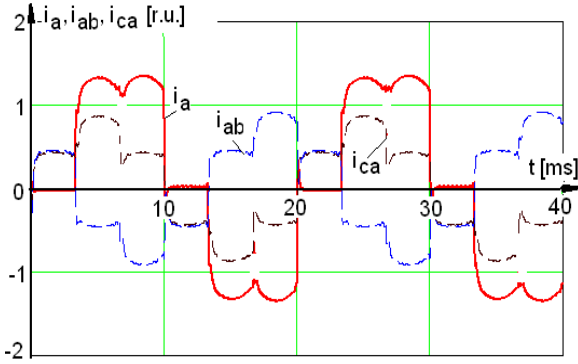 2
i_a, i_ab, i_ca [r.u.]
1
i_a
i_ab
i_ca
t [ms]
0
10
20
30
40
-1
-2